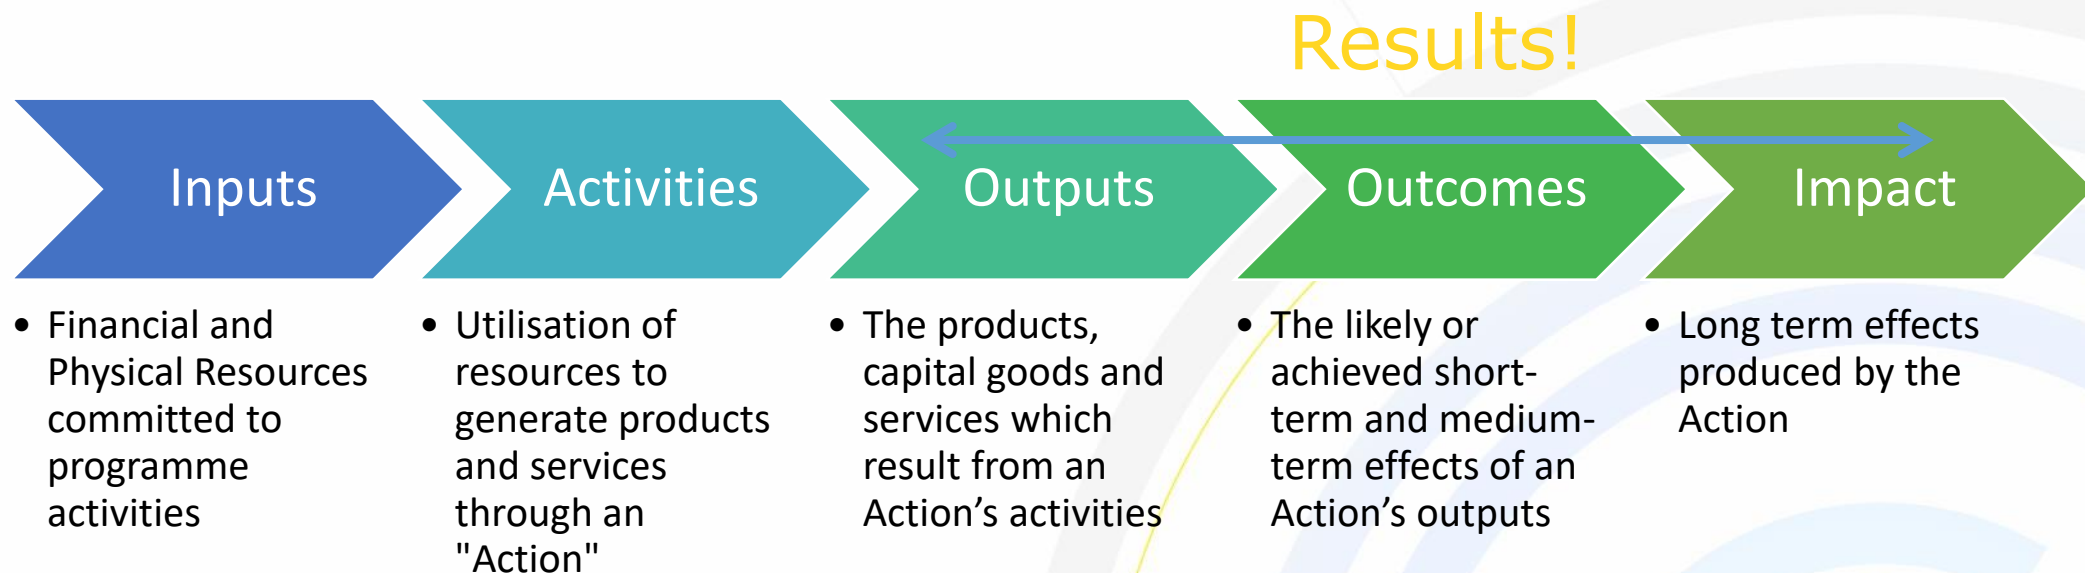 Results!
Inputs
Activities
Outputs
Outcomes
Impact
• Financial and
Physical Resources
committed to
programme
activities
• Utilisation of
resources to
generate products
and services
through an
"Action"
• The products,
capital goods and
services which
result from an
Action’s activities
• The likely or
achieved short-
term and medium-
term effects of an
Action’s outputs
• Long term effects
produced by the
Action